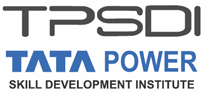 TPSDI
TATA POWER
SKILL DEVELOPMENT INSTITUTE